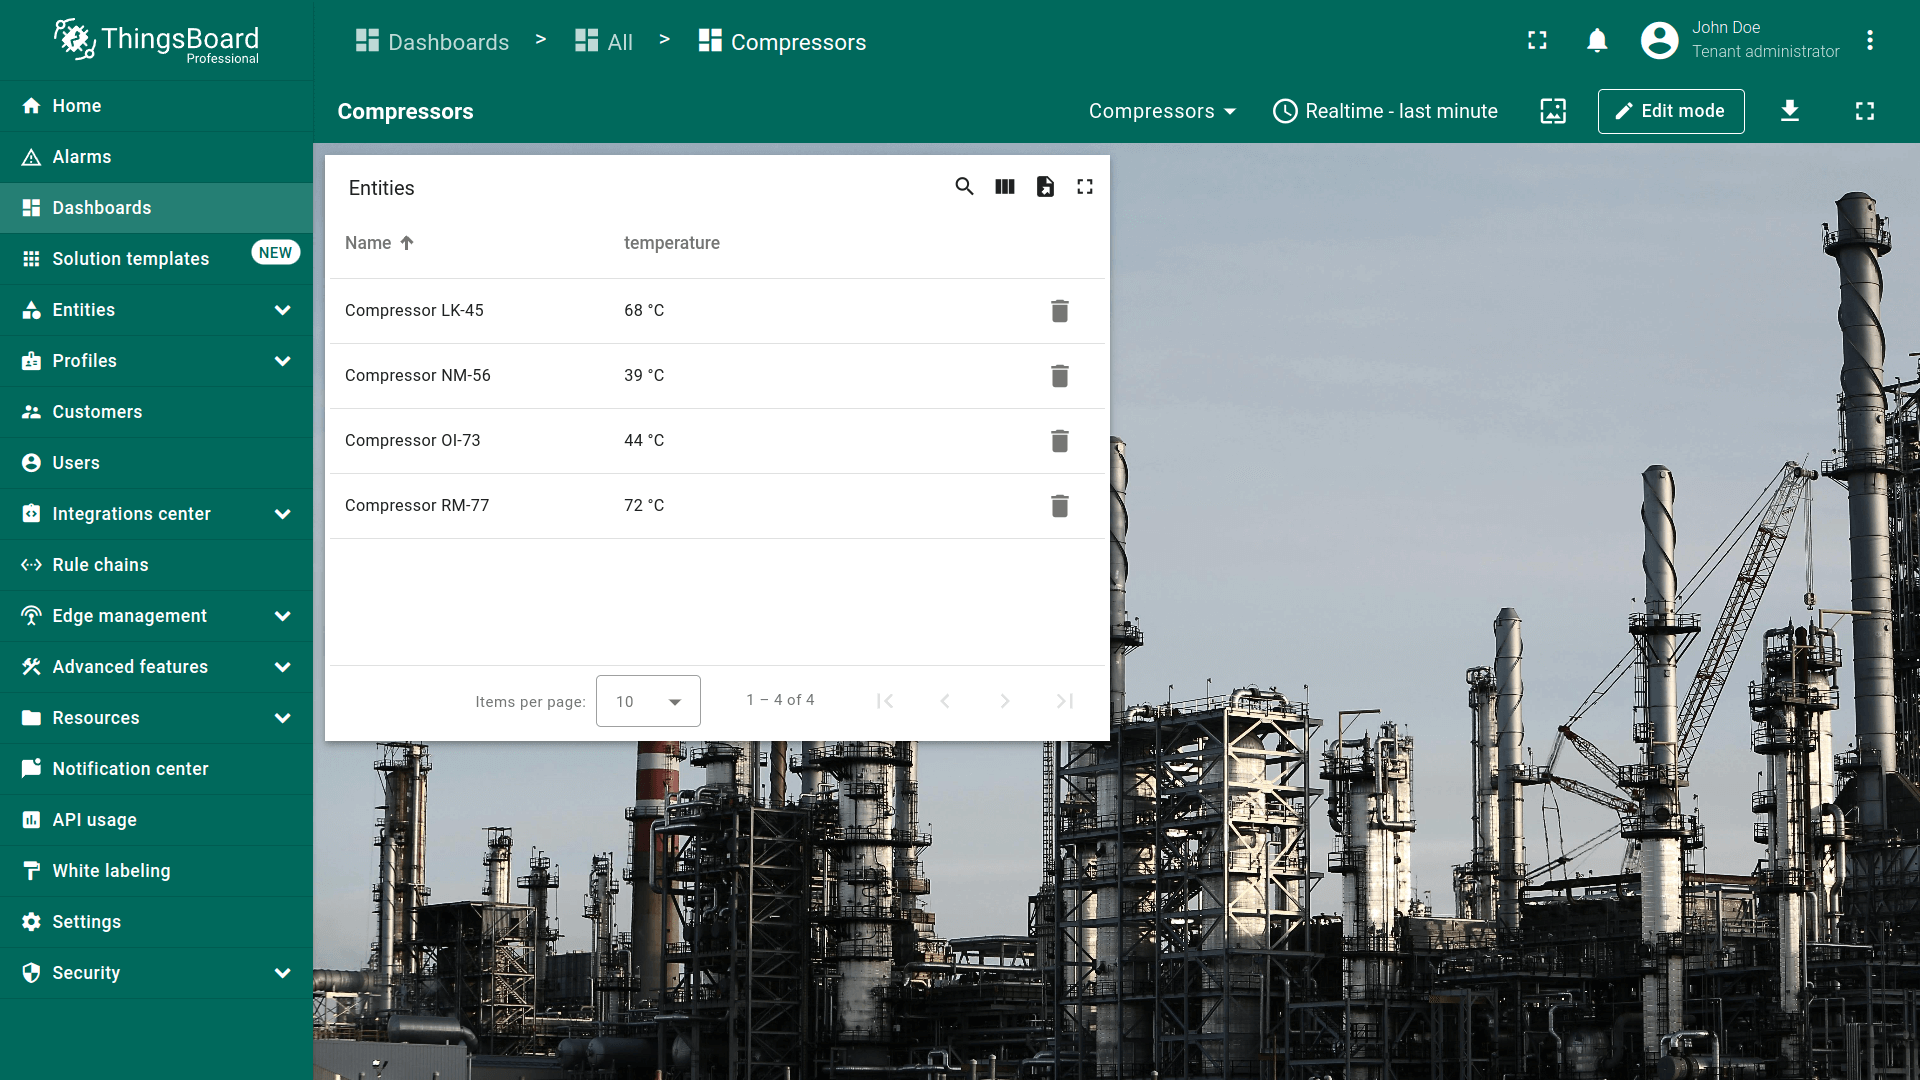 ThingsBoard
Professional
Dashboards > All > Compressors
John Doe
Tenant administrator
Home
Alarms
Dashboards
Solution templates NEW
Entities
Profiles
Customers
Users
Integrations center
Rule chains
Edge management
Advanced features
Resources
Notification center
API usage
White labeling
Settings
Security
Compressors
Compressors Realtime - last minute Edit mode
Entities
Name temperature
Compressor LK-45 68 °C
Compressor NM-56 39 °C
Compressor OI-73 44 °C
Compressor RM-77 72 °C
Items per page: 10 1 – 4 of 4